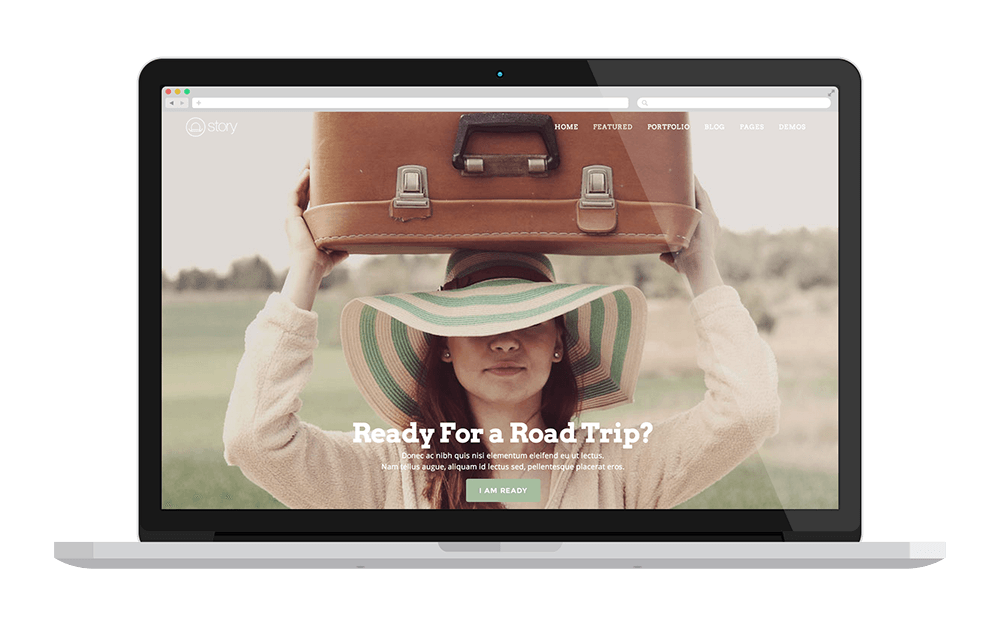 story
HOME FEATURED PORTFOLIO BLOG PAGES DEMOS
Ready For a Road Trip?
Donec ac nibh quis nisi elementum eleifend eu ut lectus.
Nam tellus augue, aliquam id lectus sed, pellentesque placerat eros.
I AM READY